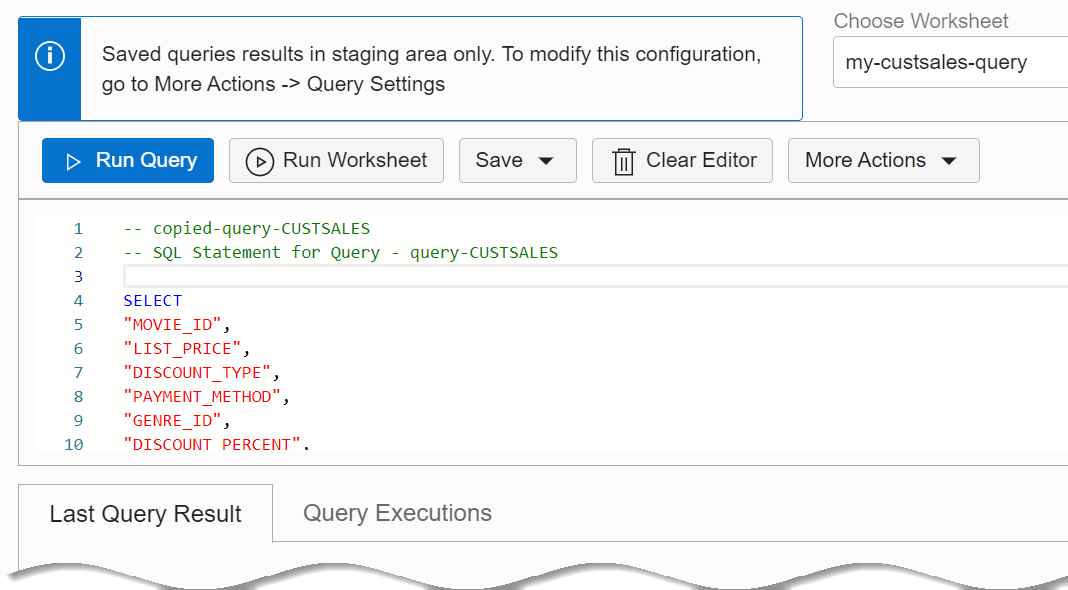 Saved queries results in staging area only. To modify this configuration,
go to More Actions -> Query Settings
Choose Worksheet
my-custsales-query
Run Query
Run Worksheet
Save
Clear Editor
More Actions
1 -- copied-query-CUSTSALES
2 -- SQL Statement for Query - query-CUSTSALES
3
4 SELECT
5 "MOVIE_ID",
6 "LIST_PRICE",
7 "DISCOUNT_TYPE",
8 "PAYMENT_METHOD",
9 "GENRE_ID",
10 "DISCOUNT_PERCENT",
Last Query Result
Query Executions